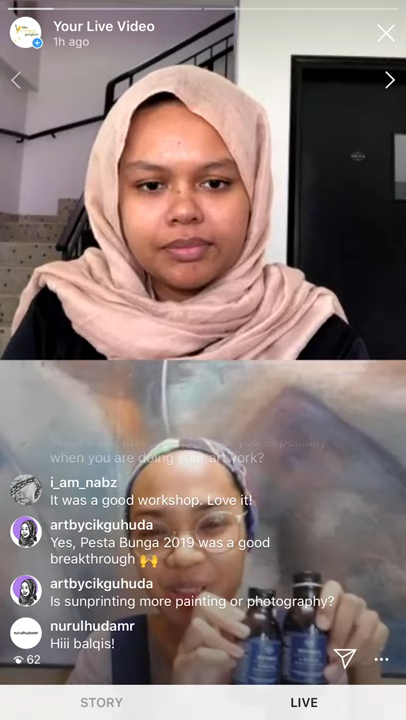 Your Live Video
1h ago
when you are doing your artwork?
i_am_nabz
It was a good workshop. Love it!
artbycikguhuda
Yes, Pesta Bunga 2019 was a good
breakthrough 🙌
artbycikguhuda
Is sunprinting more painting or photography?
nurulhudamr
nurulhudamr
Hiii balqis!
62
STORY
LIVE